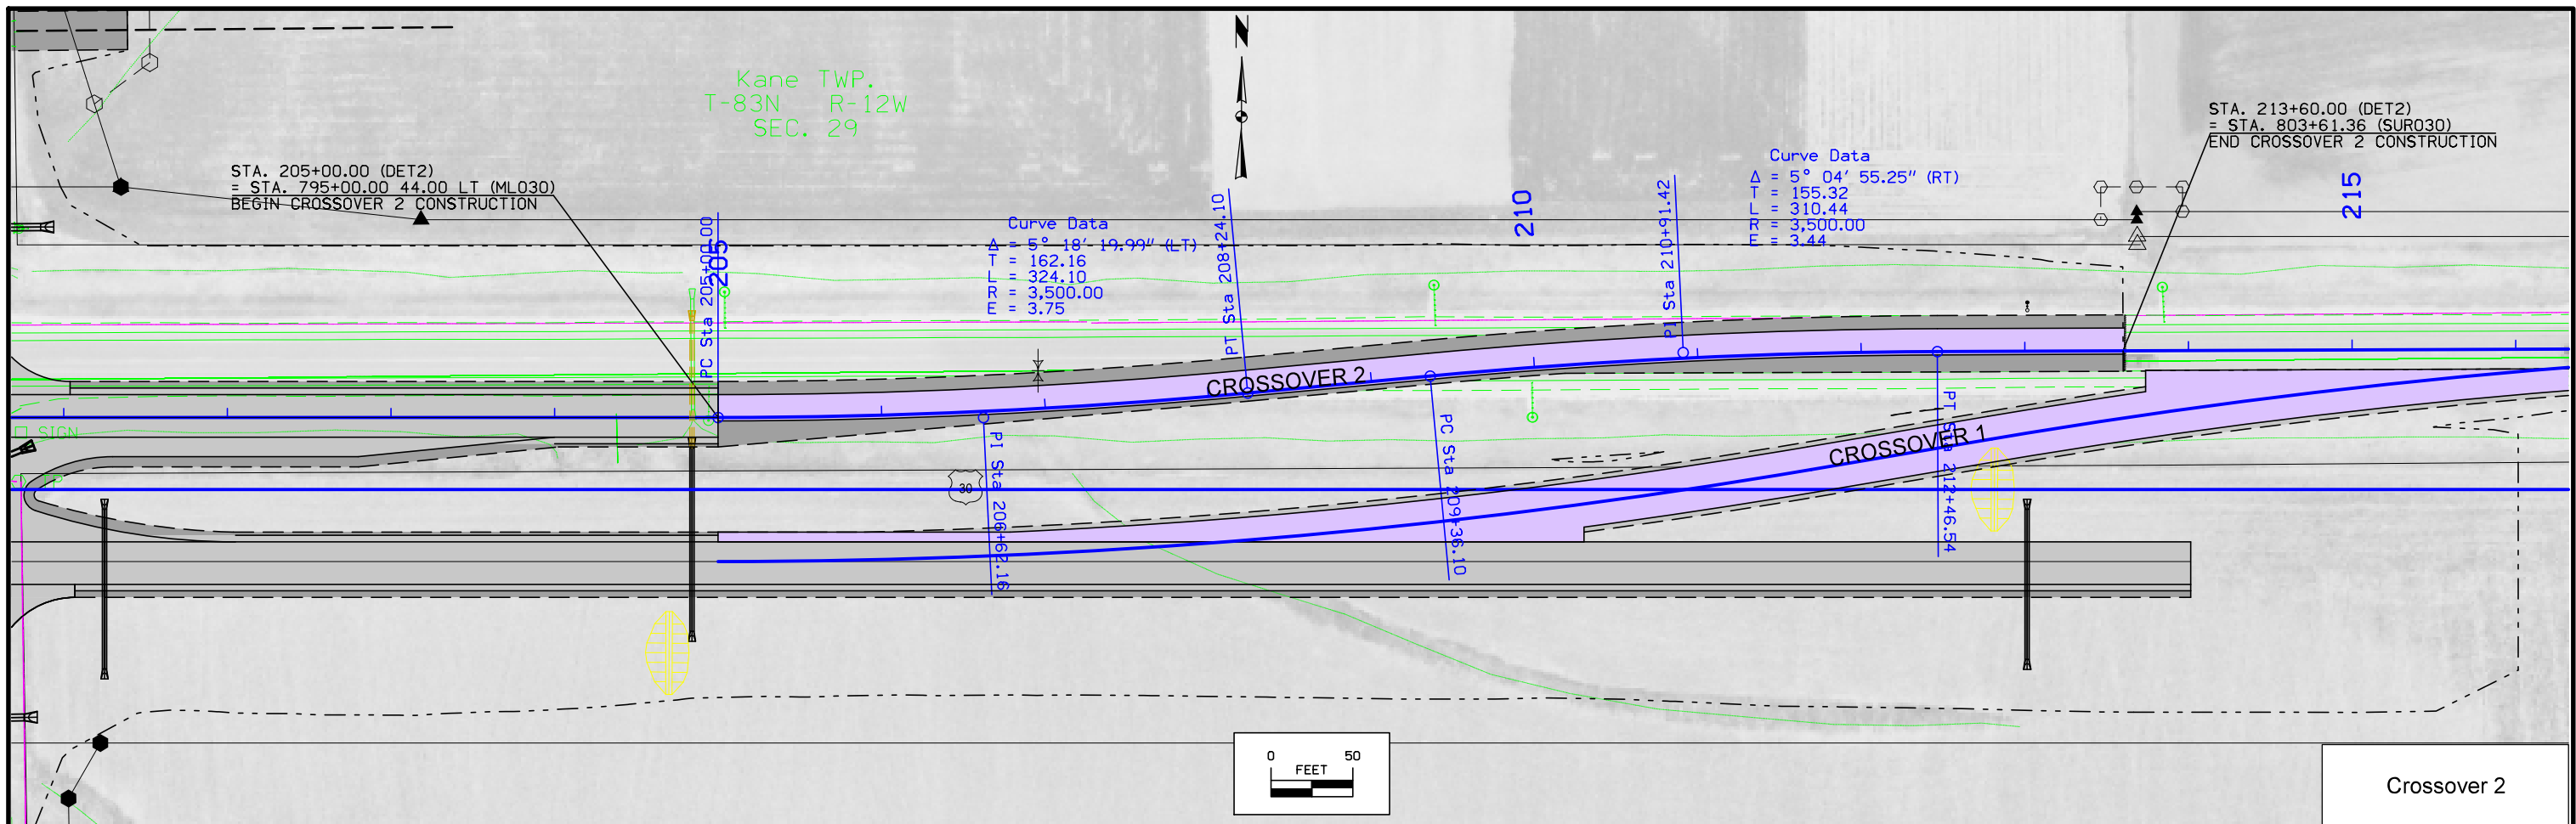 Kane TWP.
T-83N R-12W
SEC. 29
STA. 205+00.00 (DET2)
= STA. 795+00.00 44.00 LT (ML030)
BEGIN CROSSOVER 2 CONSTRUCTION
N
STA. 213+60.00 (DET2)
= STA. 803+61.36 (SUR030)
END CROSSOVER 2 CONSTRUCTION
Curve Data
Δ = 5° 18' 19.99" (LT)
T = 162.16
L = 324.10
R = 3,500.00
E = 3.75
Curve Data
Δ = 5° 04' 55.25" (RT)
T = 155.32
L = 310.44
R = 3,500.00
E = 3.44
205
210
215
PC Sta 205+00.00
PT Sta 208+24.10
PI Sta 210+91.42
PI Sta 206+62.16
PC Sta 209+36.10
PT Sta 212+46.54
CROSSOVER 2
CROSSOVER 1
SIGN
30
0 50
FEET
Crossover 2